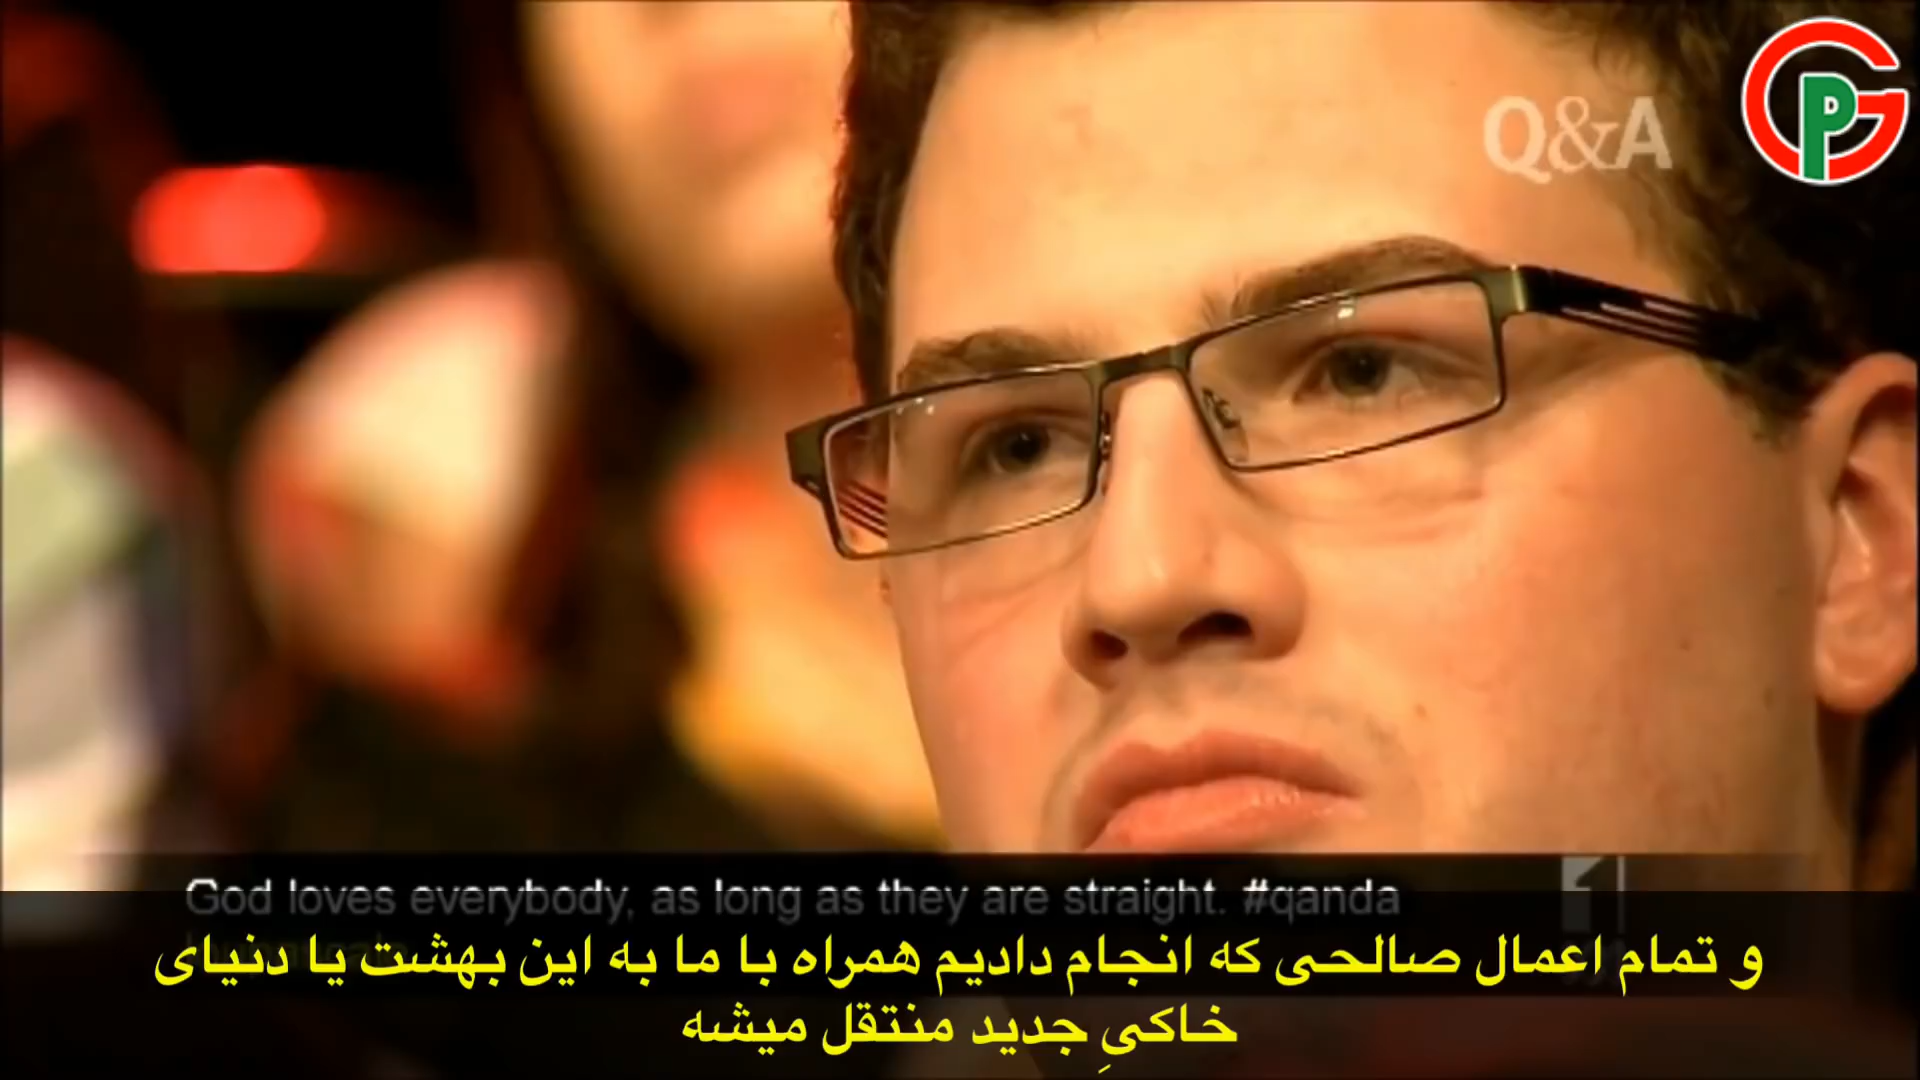 Q&A
GP
God loves everybody, as long as they are straight. #qanda
و تمام اعمال صالحی که انجام دادیم همراه با ما به این بهشت یا دنیای
خاکیِ جدید منتقل میشه